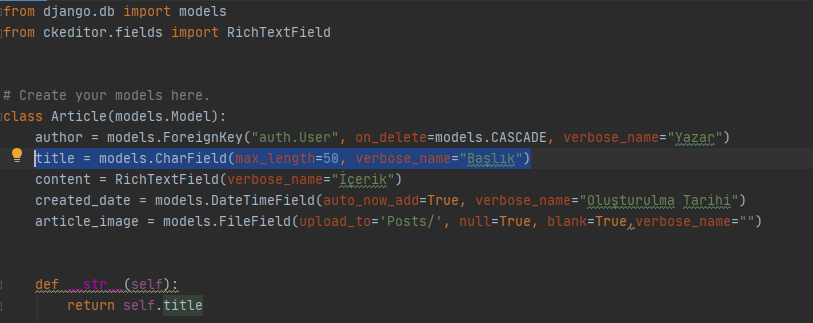 from django.db import models
from ckeditor.fields import RichTextField
# Create your models here.
class Article(models.Model):
author = models.ForeignKey("auth.User", on_delete=models.CASCADE, verbose_name="Yazar")
title = models.CharField(max_length=50, verbose_name="Başlık")
content = RichTextField(verbose_name="İçerik")
created_date = models.DateTimeField(auto_now_add=True, verbose_name="Oluşturulma Tarihi")
article_image = models.FileField(upload_to='Posts/', null=True, blank=True,verbose_name="")
def __str__(self):
return self.title